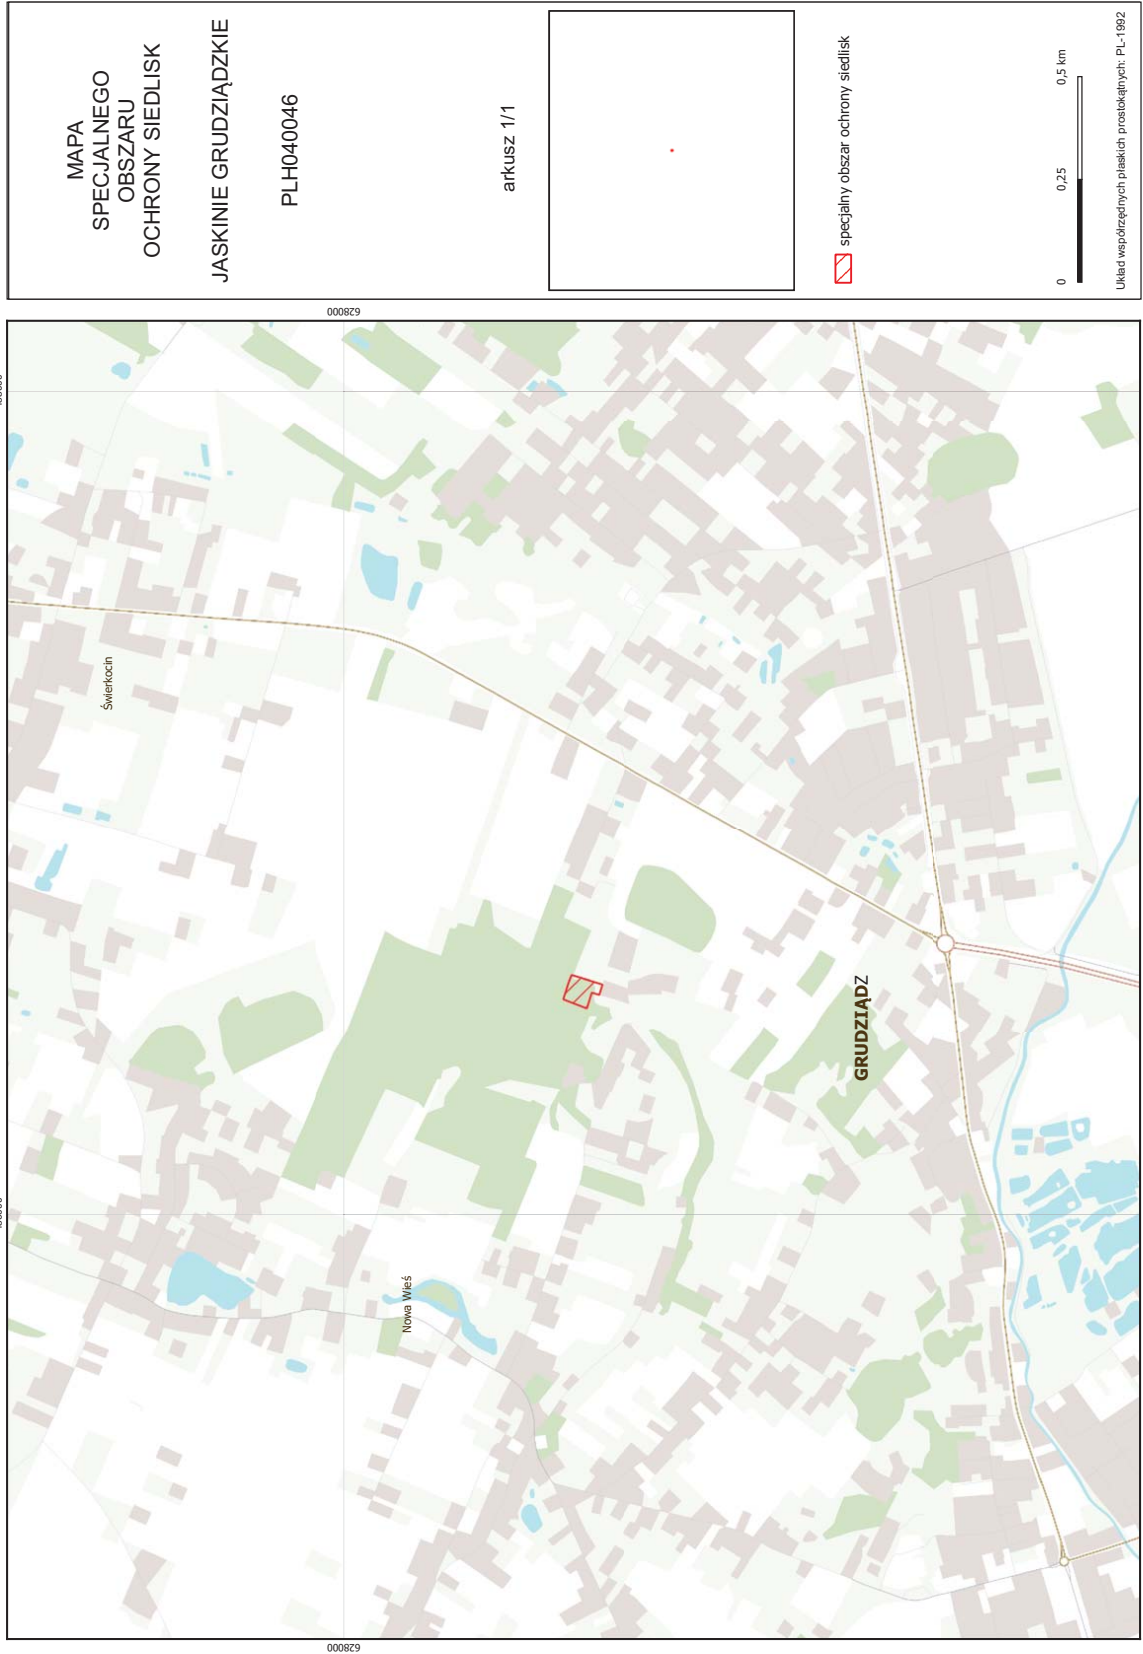 MAPA
SPECJALNEGO
OBSZARU
OCHRONY SIEDLISK
JASKINIE GRUDZIĄDZKIE
PLH040046
arkusz 1/1
specjalny obszar ochrony siedlisk
0
0,25
0,5 km
Układ współrzędnych płaskich prostokątnych: PL-1992
628000
Świerkocin
Nowa Wieś
GRUDZIĄDZ
628000